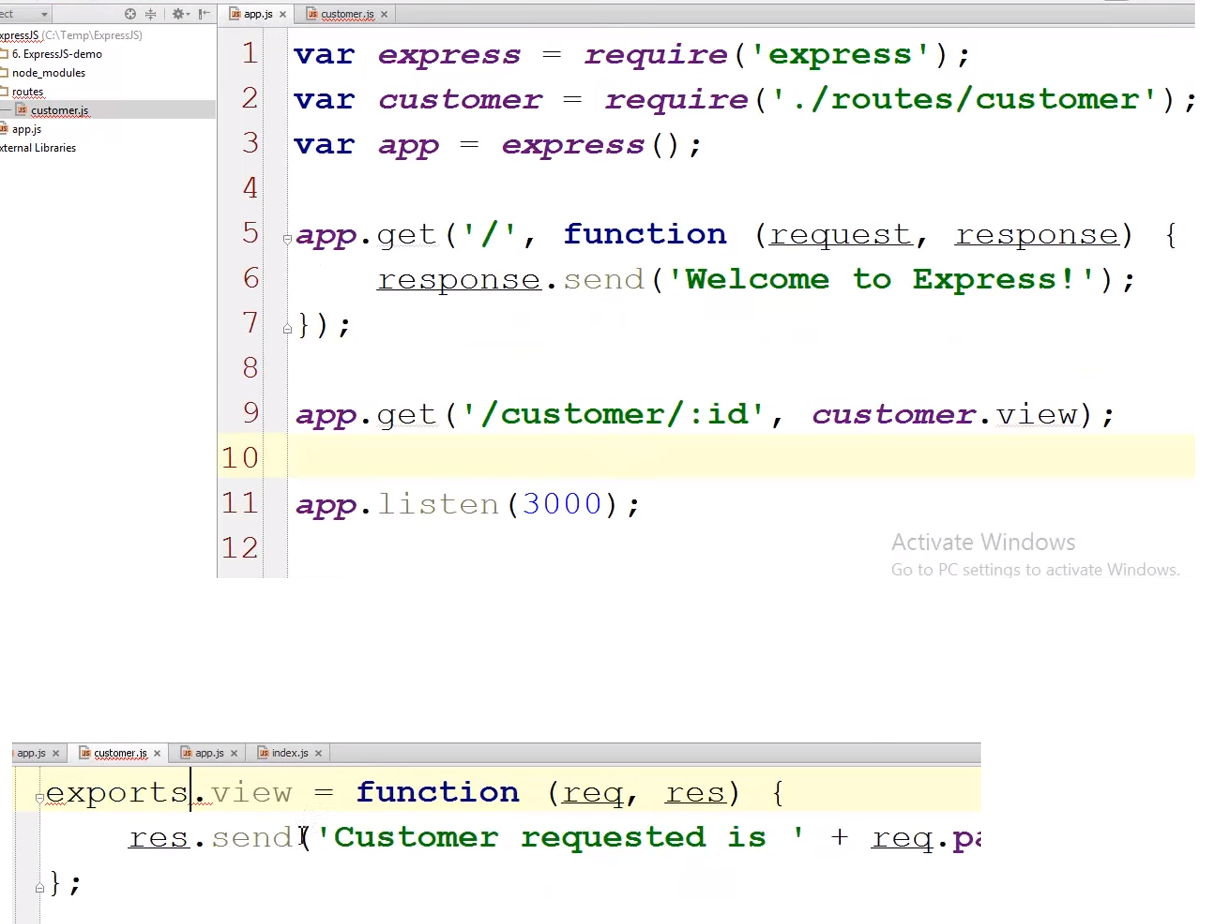 ect
app.js
customer.js
xpressJS (C:\Temp\ExpressJS)
6. ExpressJS-demo
node_modules
routes
customer.js
app.js
xternal Libraries
1 var express = require('express');
2 var customer = require('./routes/customer');
3 var app = express();
4
5 app.get('/', function (request, response) {
6 response.send('Welcome to Express!');
7 });
8
9 app.get('/customer/:id', customer.view);
10
11 app.listen(3000);
12
Activate Windows
Go to PC settings to activate Windows.
app.js customer.js app.js index.js
exports.view = function (req, res) {
res.send('Customer requested is ' + req.pa
};